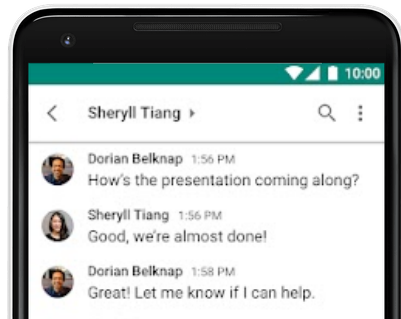 10:00
Sheryll Tiang
Dorian Belknap 1:56 PM
How's the presentation coming along?
Sheryll Tiang 1:56 PM
Good, we're almost done!
Dorian Belknap 1:58 PM
Great! Let me know if I can help.